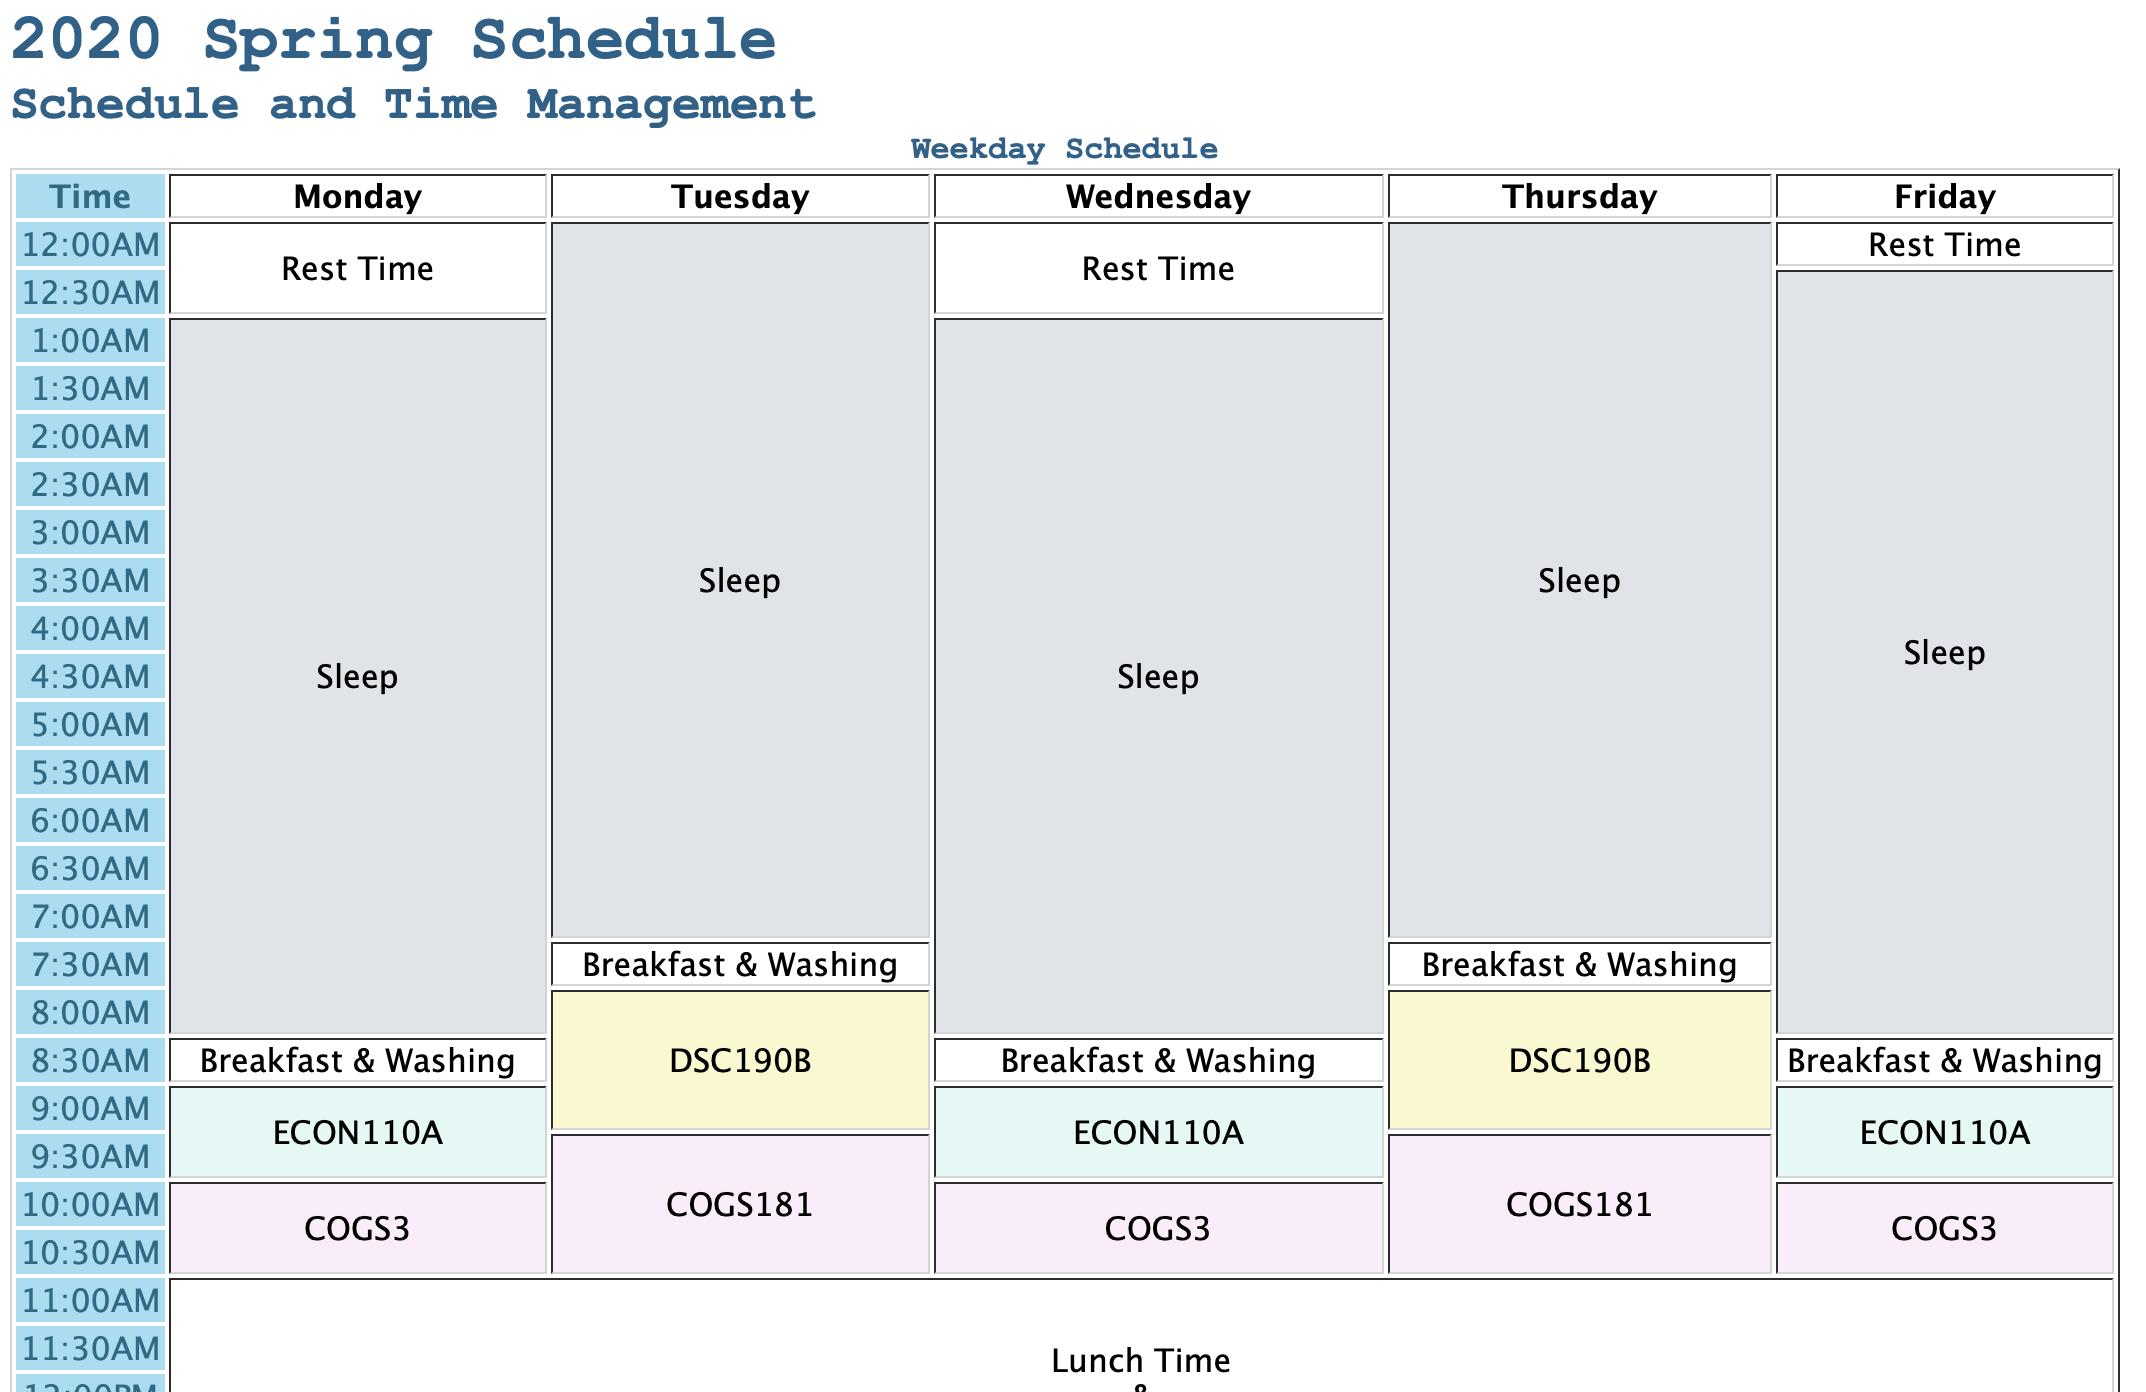 2020 Spring Schedule
Schedule and Time Management
Weekday Schedule
Time Monday Tuesday Wednesday Thursday Friday
12:00AM Rest Time Sleep Rest Time Sleep Rest Time
12:30AM Sleep
1:00AM Sleep Sleep
1:30AM
2:00AM
2:30AM
3:00AM
3:30AM
4:00AM
4:30AM
5:00AM
5:30AM
6:00AM
6:30AM
7:00AM
7:30AM Breakfast & Washing Breakfast & Washing
8:00AM DSC190B DSC190B
8:30AM Breakfast & Washing Breakfast & Washing Breakfast & Washing
9:00AM ECON110A ECON110A ECON110A
9:30AM COGS181 COGS181
10:00AM COGS3 COGS3 COGS3
10:30AM
11:00AM Lunch Time
&
11:30AM
12:00PM